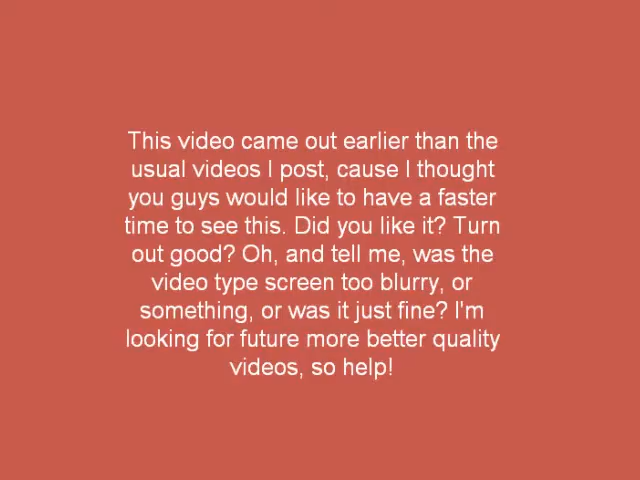 This video came out earlier than the
usual videos I post, cause I thought
you guys would like to have a faster
time to see this. Did you like it? Turn
out good? Oh, and tell me, was the
video type screen too blurry, or
something, or was it just fine? I'm
looking for future more better quality
videos, so help!